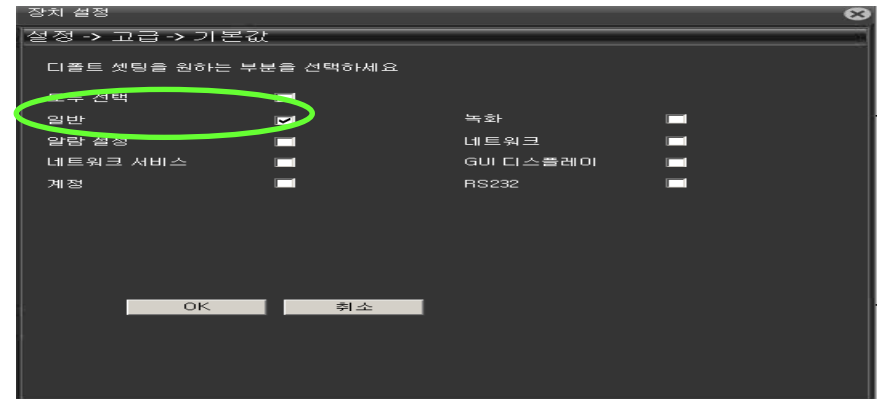 장치 설정
설정 -> 고급 -> 기본값
디폴트 셋팅을 원하는 부분을 선택하세요
모두 선택
일반 녹화
알람 설정 네트워크
네트워크 서비스 GUI 디스플레이
계정 RS232
OK 취소